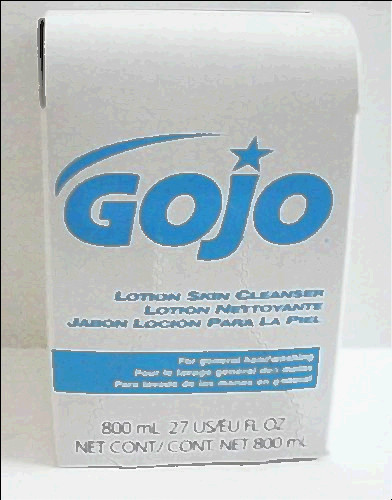 GOJO
LOTION SKIN CLEANSER
LOTION NETTOYANTE
JABÓN LOCIÓN PARA LA PIEL
For general handwashing
Pour le lavage général des mains
Para lavado de las manos en general
800 mL 27 US/EU FL OZ
NET CONT/ CONT. NET 800 mL